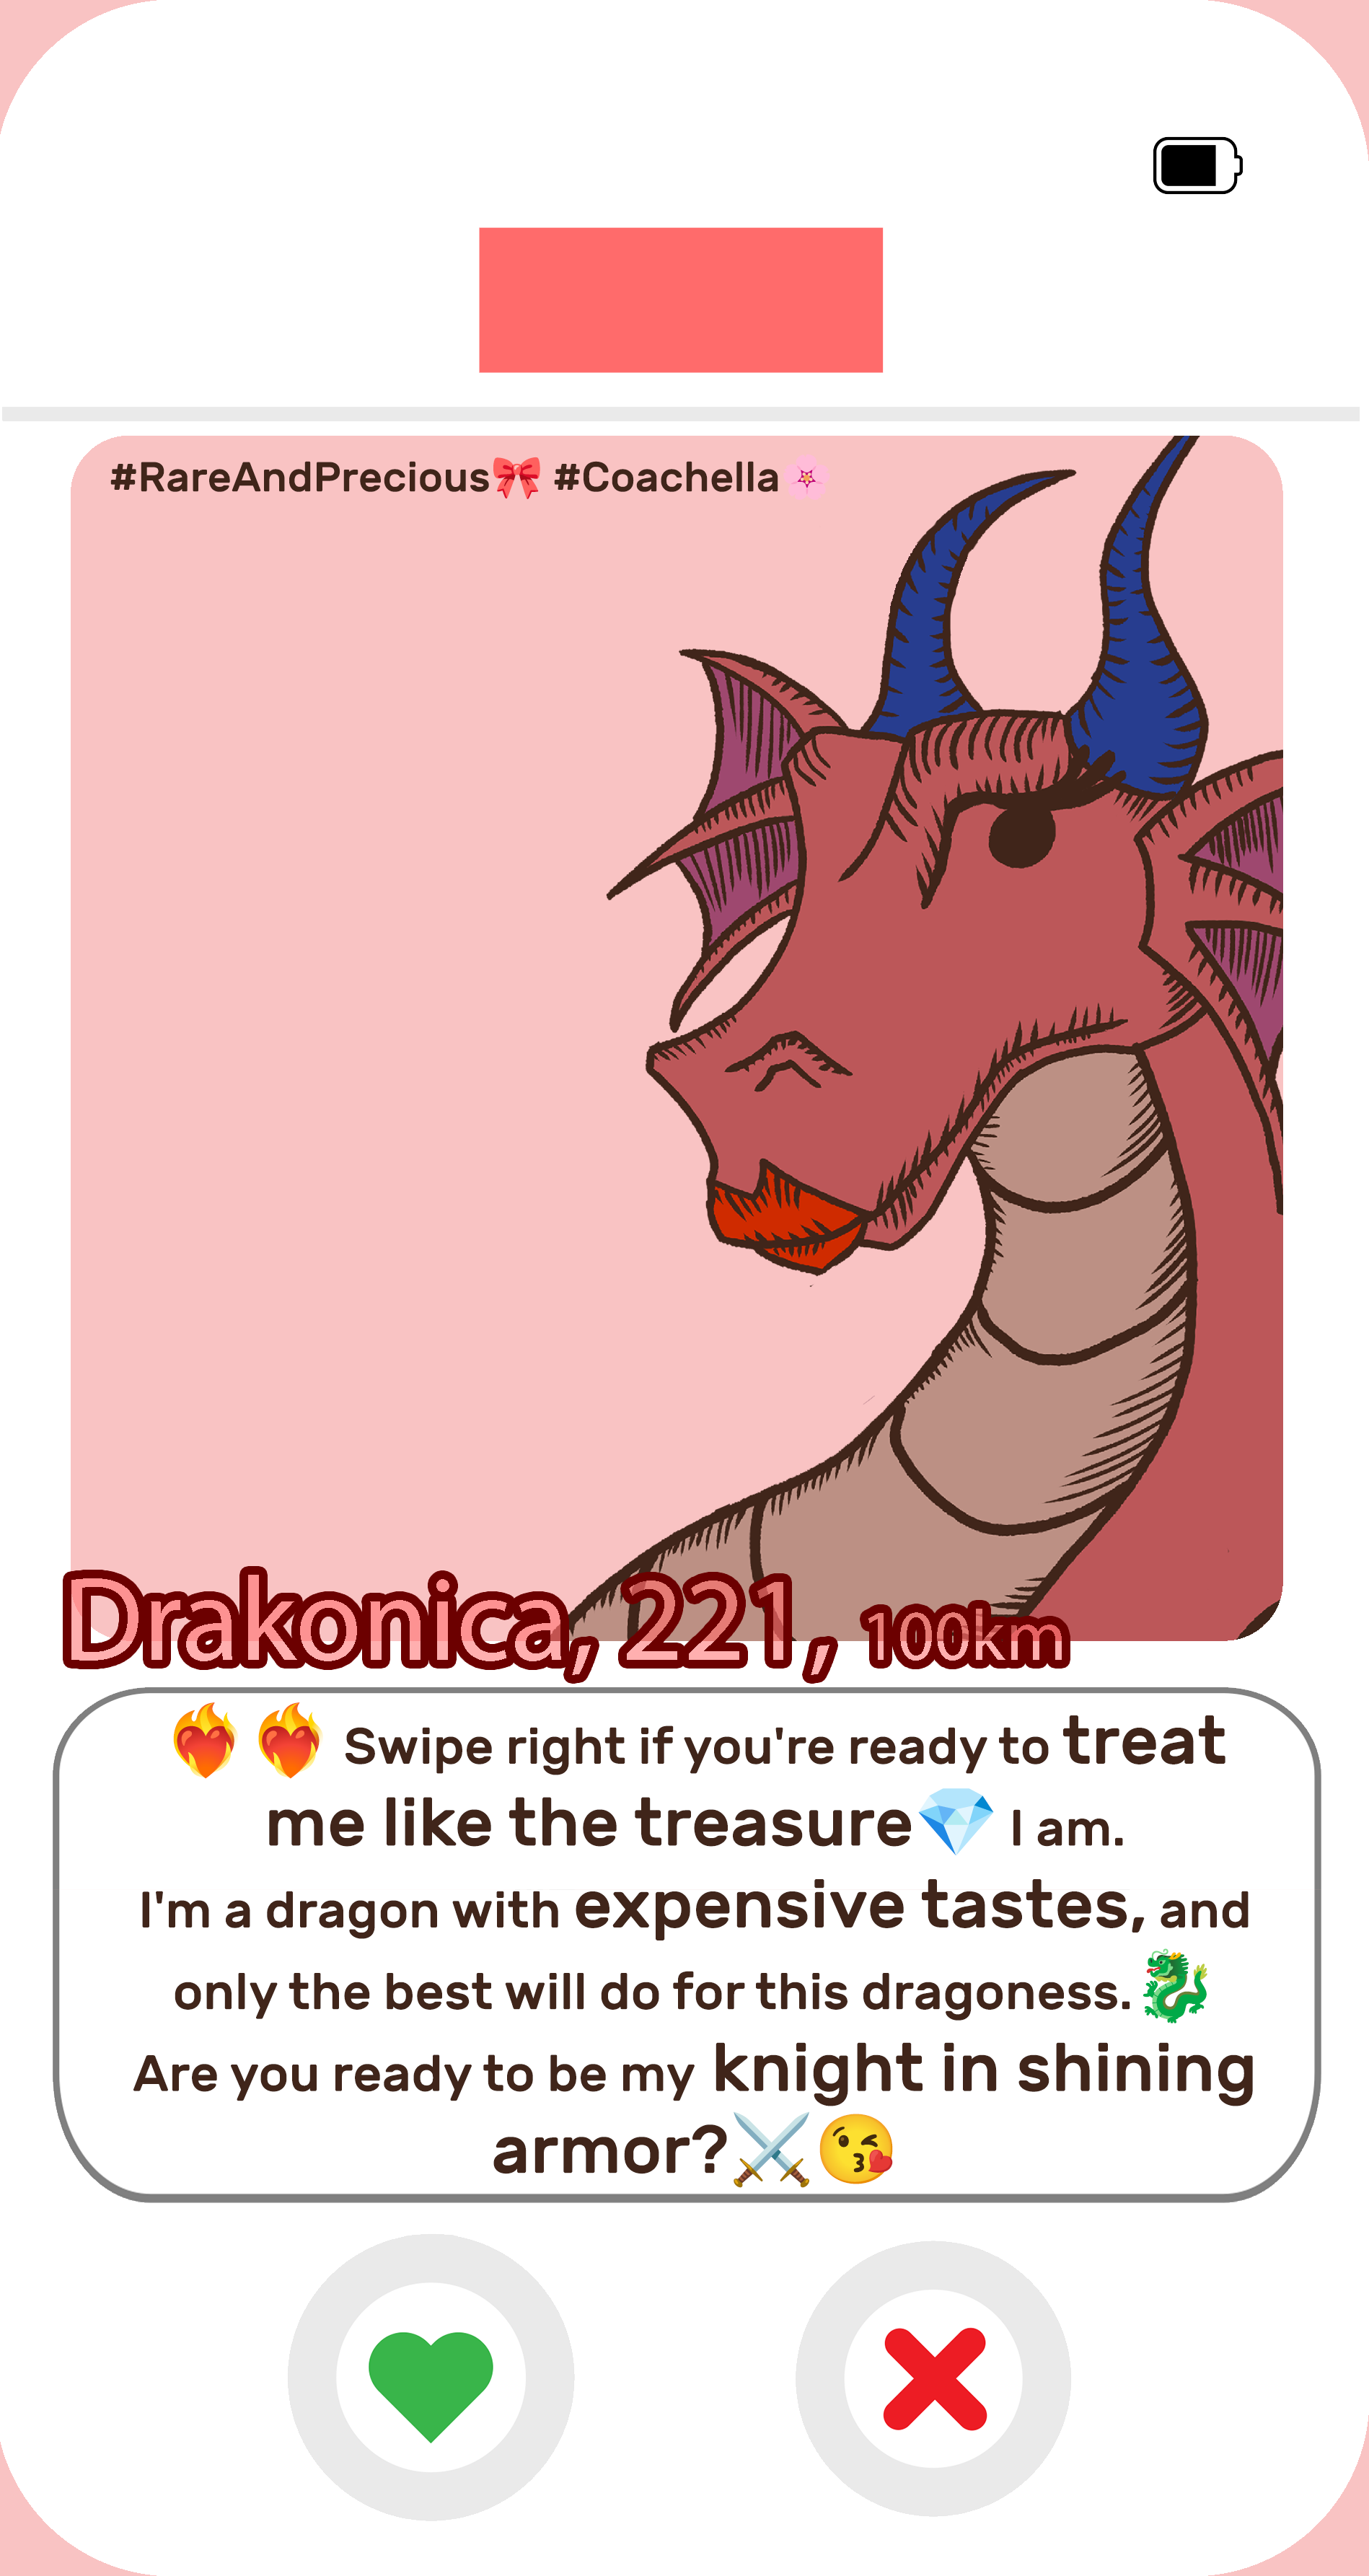 #RareAndPrecious🎀 #Coachella🌸
Drakonica, 221, 100km
❤️‍🔥 ❤️‍🔥 Swipe right if you're ready to treat
me like the treasure💎 I am.
I'm a dragon with expensive tastes, and
only the best will do for this dragoness.🐉
Are you ready to be my knight in shining
armor?⚔️😘